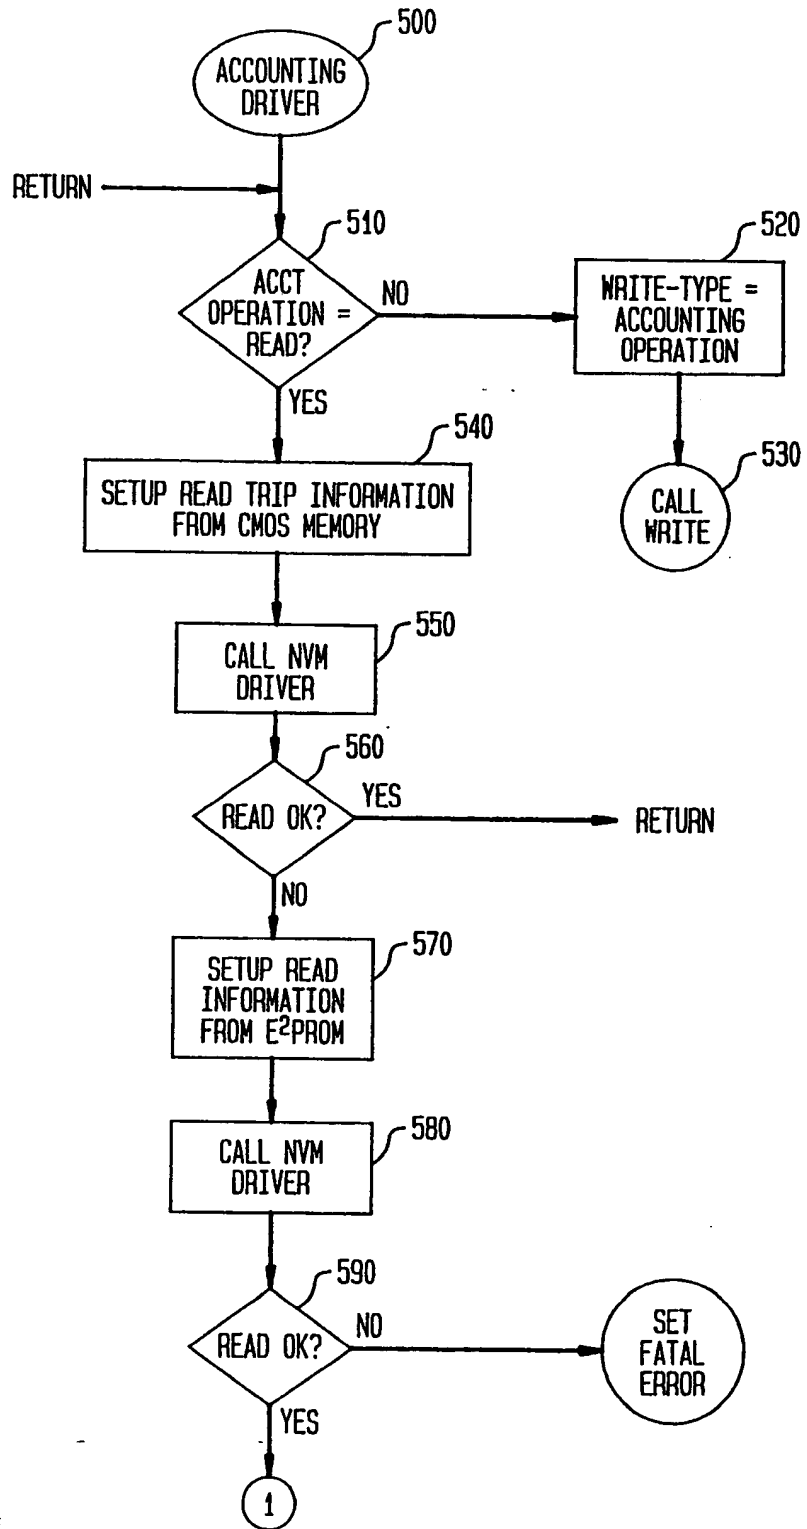 500
ACCOUNTING
DRIVER
RETURN
510
ACCT
OPERATION =
READ?
NO
YES
520
WRITE-TYPE =
ACCOUNTING
OPERATION
530
CALL
WRITE
540
SETUP READ TRIP INFORMATION
FROM CMOS MEMORY
550
CALL NVM
DRIVER
560
READ OK?
YES
RETURN
NO
570
SETUP READ
INFORMATION
FROM E²PROM
580
CALL NVM
DRIVER
590
READ OK?
NO
SET
FATAL
ERROR
YES
1